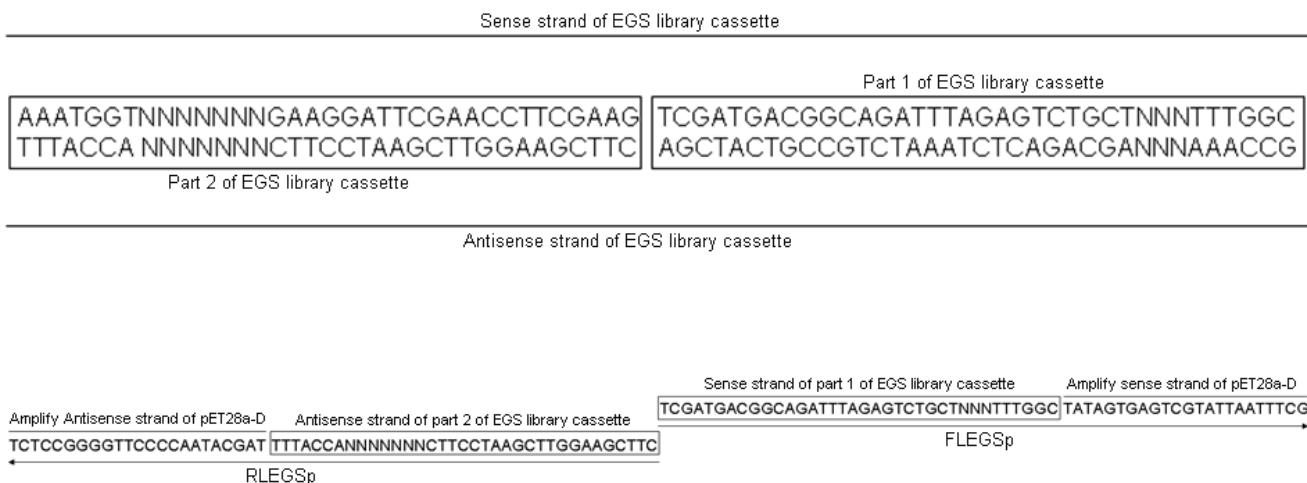 Sense strand of EGS library cassette
Part 1 of EGS library cassette
AAATGGTNNNNNNNGAAGGATTCGAACCTTCGAAG TCGATGACGGCAGATTTAGAGTCTGCTNNNTTTGGC
TTTACCA NNNNNNNCTTCCTAAGCTTGGAAGCTTC AGCTACTGCCGTCTAAATCTCAGACGANNNAAACCG
Part 2 of EGS library cassette
Antisense strand of EGS library cassette
Sense strand of part 1 of EGS library cassette Amplify sense strand of pET28a-D
TCGATGACGGCAGATTTAGAGTCTGCTNNNTTTGGC TATAGTGAGTCGTATTAATTTCG
FLEGSp
Amplify Antisense strand of pET28a-D Antisense strand of part 2 of EGS library cassette
TCTCCGGGGTTCCCCAATACGAT TTTACCANNNNNNNCTTCCTAAGCTTGGAAGCTTC
RLEGSp